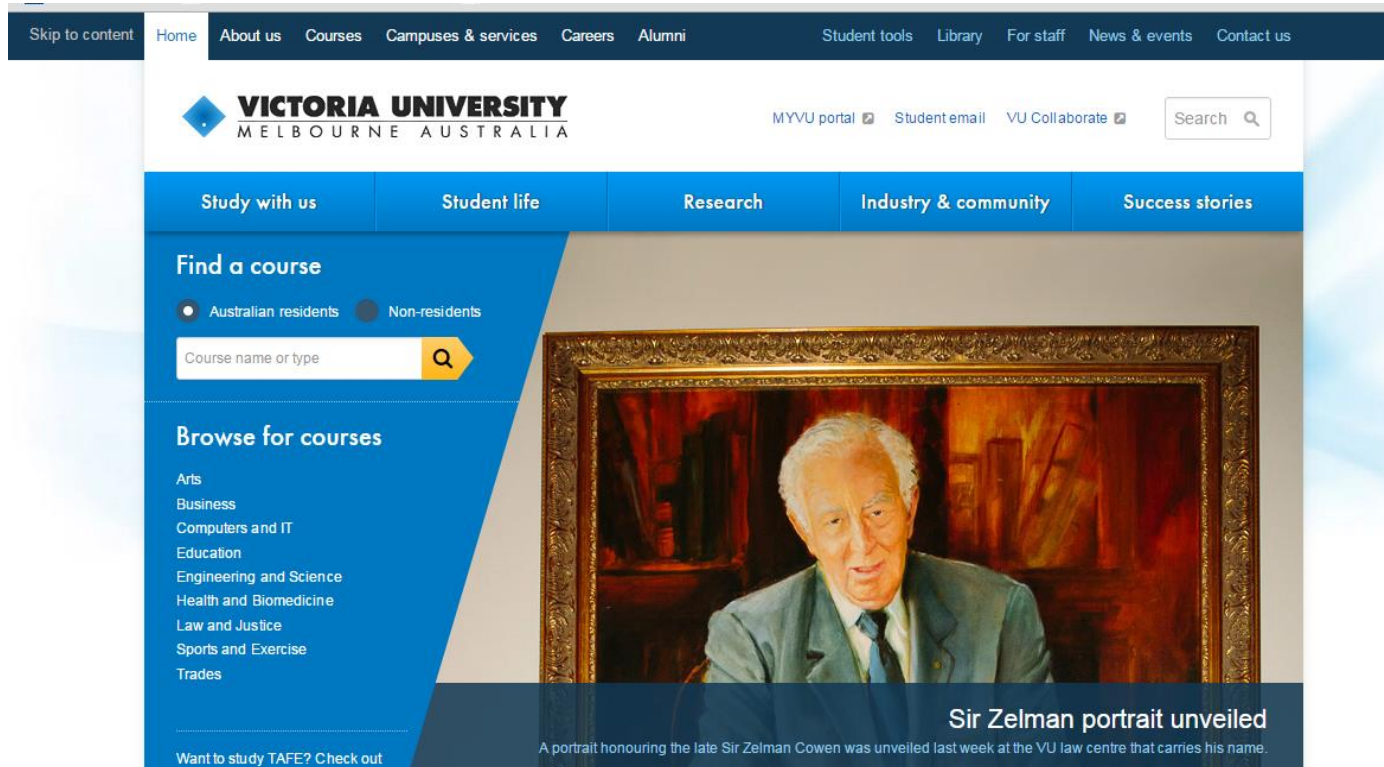 Skip to content Home About us Courses Campuses & services Careers Alumni Student tools Library For staff News & events Contact us
VICTORIA UNIVERSITY
MELBOURNE AUSTRALIA
MYVU portal Student email VU Collaborate Search
Study with us Student life Research Industry & community Success stories
Find a course
Australian residents Non-residents
Course name or type
Browse for courses
Arts
Business
Computers and IT
Education
Engineering and Science
Health and Biomedicine
Law and Justice
Sports and Exercise
Trades
Want to study TAFE? Check out
Sir Zelman portrait unveiled
A portrait honouring the late Sir Zelman Cowen was unveiled last week at the VU law centre that carries his name.